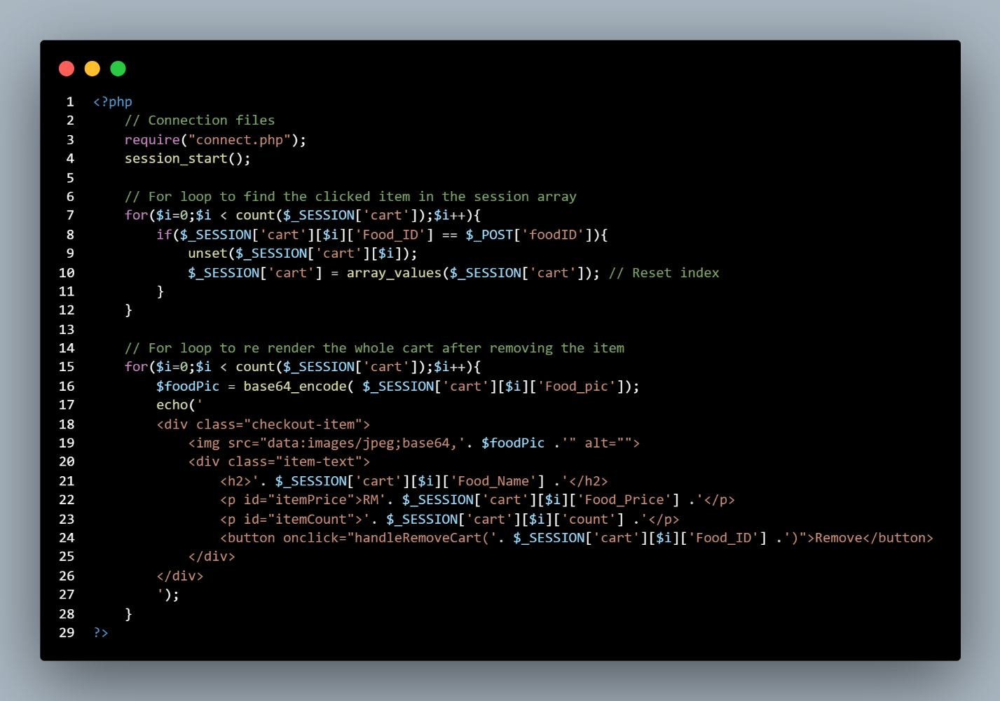 1 <?php
2 // Connection files
3 require("connect.php");
4 session_start();
5
6 // For loop to find the clicked item in the session array
7 for($i=0;$i < count($_SESSION['cart']);$i++){
8 if($_SESSION['cart'][$i]['Food_ID'] == $_POST['foodID']){
9 unset($_SESSION['cart'][$i]);
10 $_SESSION['cart'] = array_values($_SESSION['cart']); // Reset index
11 }
12 }
13
14 // For loop to re render the whole cart after removing the item
15 for($i=0;$i < count($_SESSION['cart']);$i++){
16 $foodPic = base64_encode( $_SESSION['cart'][$i]['Food_pic']);
17 echo('
18 <div class="checkout-item">
19 <img src="data:images/jpeg;base64,'. $foodPic .'" alt="">
20 <div class="item-text">
21 <h2>'. $_SESSION['cart'][$i]['Food_Name'] .'</h2>
22 <p id="itemPrice">RM'. $_SESSION['cart'][$i]['Food_Price'] .'</p>
23 <p id="itemCount">'. $_SESSION['cart'][$i]['count'] .'</p>
24 <button onclick="handleRemoveCart('. $_SESSION['cart'][$i]['Food_ID'] .')">Remove</button>
25 </div>
26 </div>
27 ');
28 }
29 ?>